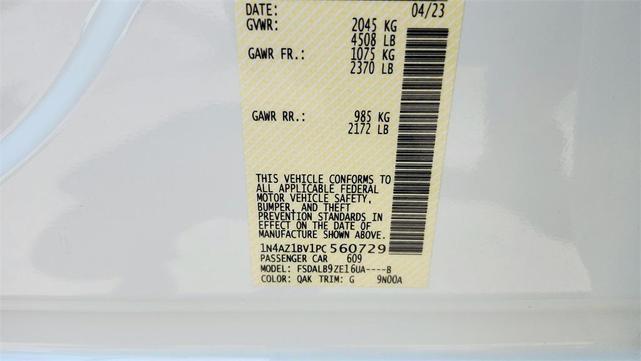 DATE: 04/23
GVWR: 2045 KG
4508 LB
GAWR FR.: 1075 KG
2370 LB
GAWR RR.: 985 KG
2172 LB
THIS VEHICLE CONFORMS TO
ALL APPLICABLE FEDERAL
MOTOR VEHICLE SAFETY,
BUMPER, AND THEFT
PREVENTION STANDARDS IN
EFFECT ON THE DATE OF
MANUFACTURE SHOWN ABOVE.
1N4AZ1BV1PC560729
PASSENGER CAR 609
MODEL: FSDALB9ZE16UA----B
COLOR: QAK TRIM: G 9N00A